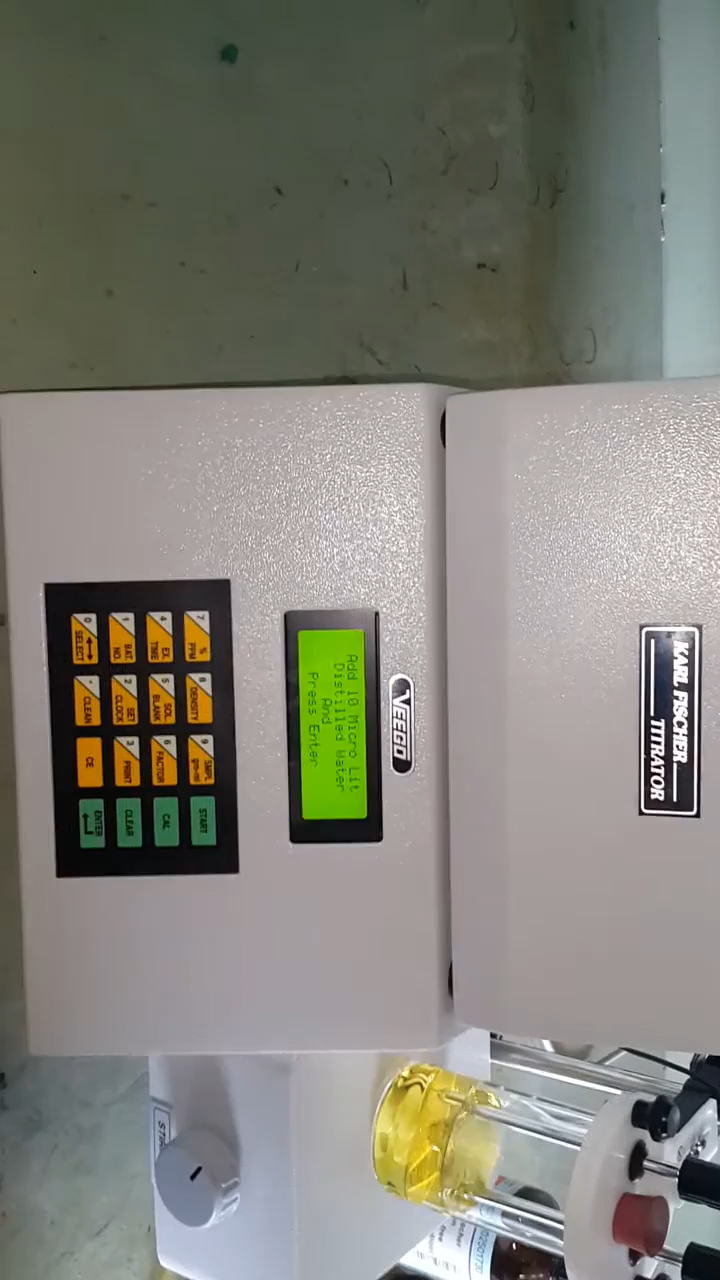 KARL FISCHER
TITRATOR
VEEGO
Add 10 Micro Lit
Distilled Water
And
Press Enter
7 % PPM
8 DENSITY
9 SMPL gm-ml
START
4 EX. TIME
5 SOL. BLANK
6 FACTOR
CAL
1 BAT. NO.
2 SET CLOCK
3 PRINT
CLEAR
0 SELECT
CLEAN
CE
ENTER